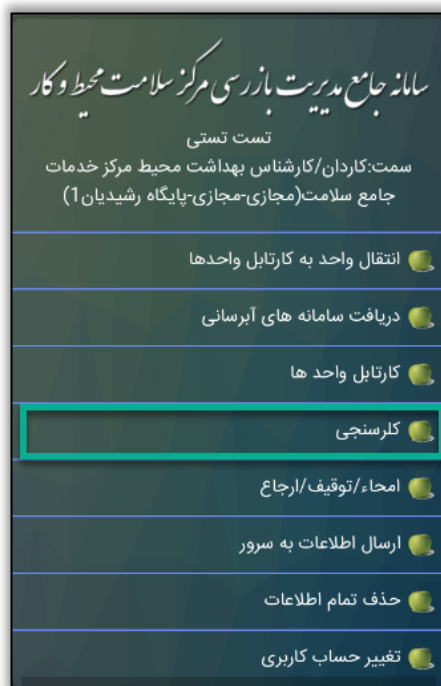 سامانه جامع مدیریت بازرسی مرکز سلامت محیط و کار
تست تستی
سمت:کاردان/کارشناس بهداشت محیط مرکز خدمات
جامع سلامت(مجازی-مجازی-پایگاه رشیدیان1)
انتقال واحد به کارتابل واحدها
دریافت سامانه های آبرسانی
کارتابل واحد ها
کلرسنجی
امحاء/توقیف/ارجاع
ارسال اطلاعات به سرور
حذف تمام اطلاعات
تغییر حساب کاربری